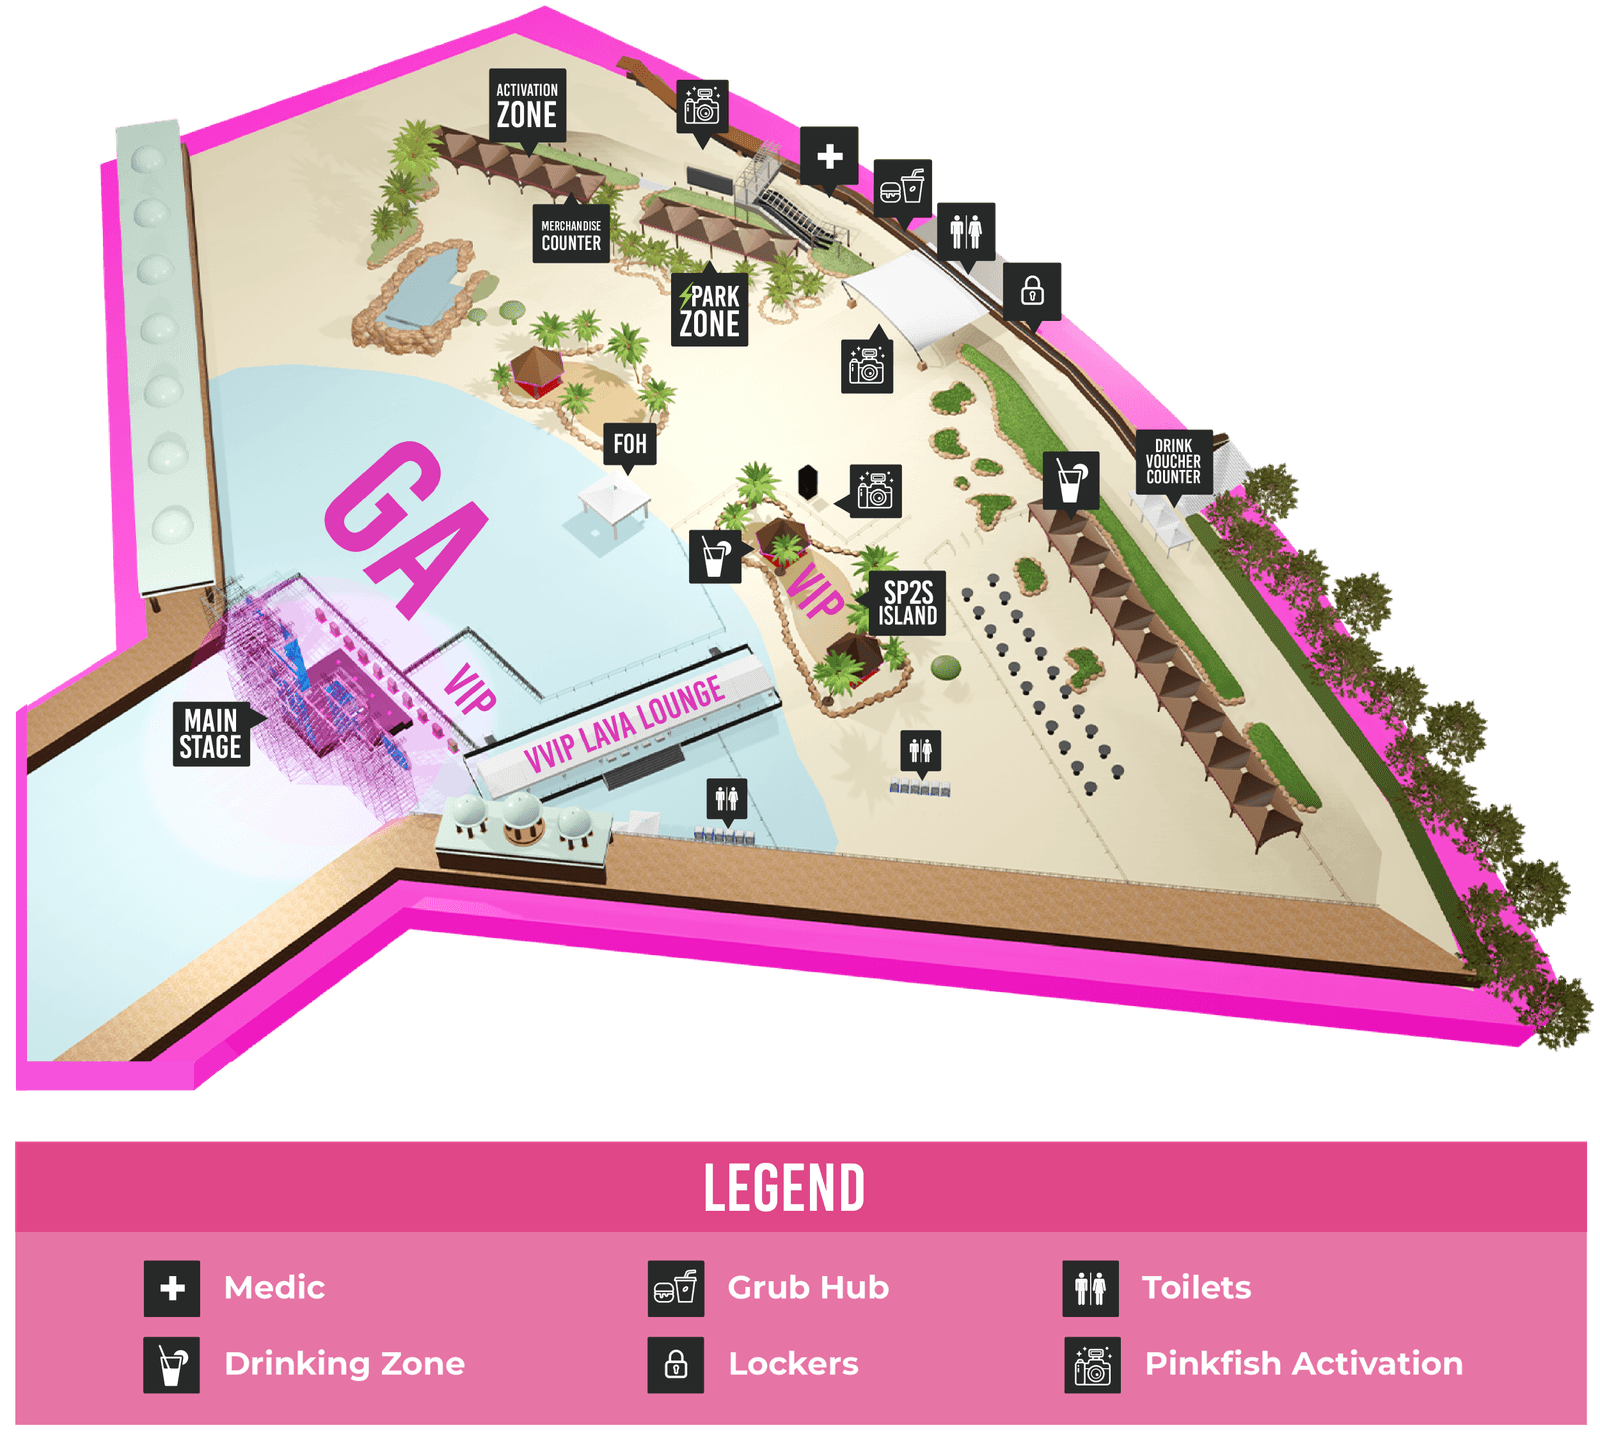 ACTIVATION
ZONE
MERCHANDISE
COUNTER
PARK
ZONE
FOH
DRINK
VOUCHER
COUNTER
GA
VIP
SP2S
ISLAND
VIP
VVIP LAVA LOUNGE
MAIN
STAGE
LEGEND
Medic
Grub Hub
Toilets
Drinking Zone
Lockers
Pinkfish Activation